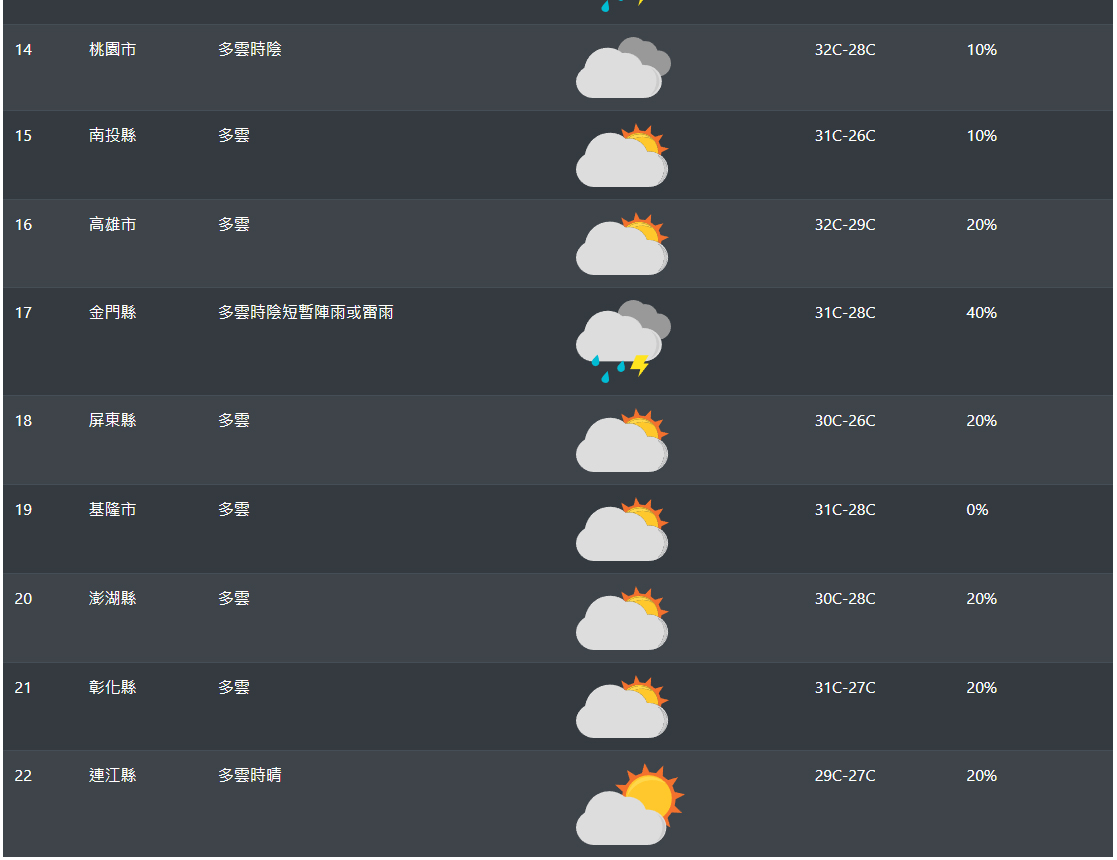 14 桃園市 多雲時陰 32C-28C 10%
15 南投縣 多雲 31C-26C 10%
16 高雄市 多雲 32C-29C 20%
17 金門縣 多雲時陰短暫陣雨或雷雨 31C-28C 40%
18 屏東縣 多雲 30C-26C 20%
19 基隆市 多雲 31C-28C 0%
20 澎湖縣 多雲 30C-28C 20%
21 彰化縣 多雲 31C-27C 20%
22 連江縣 多雲時晴 29C-27C 20%